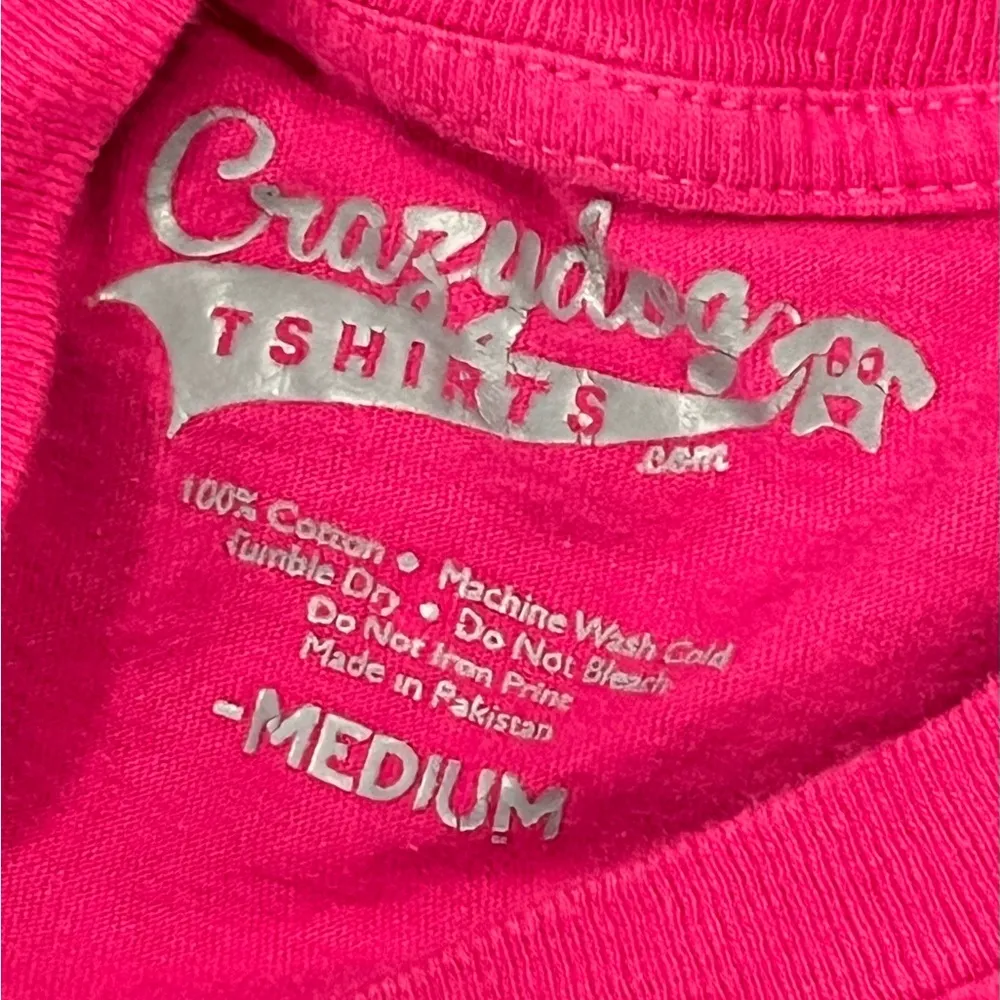 Crazydog
TSHIRTS
.com
100% Cotton • Machine Wash Cold
Tumble Dry • Do Not Bleach
Do Not Iron Print
Made in Pakistan
-MEDIUM